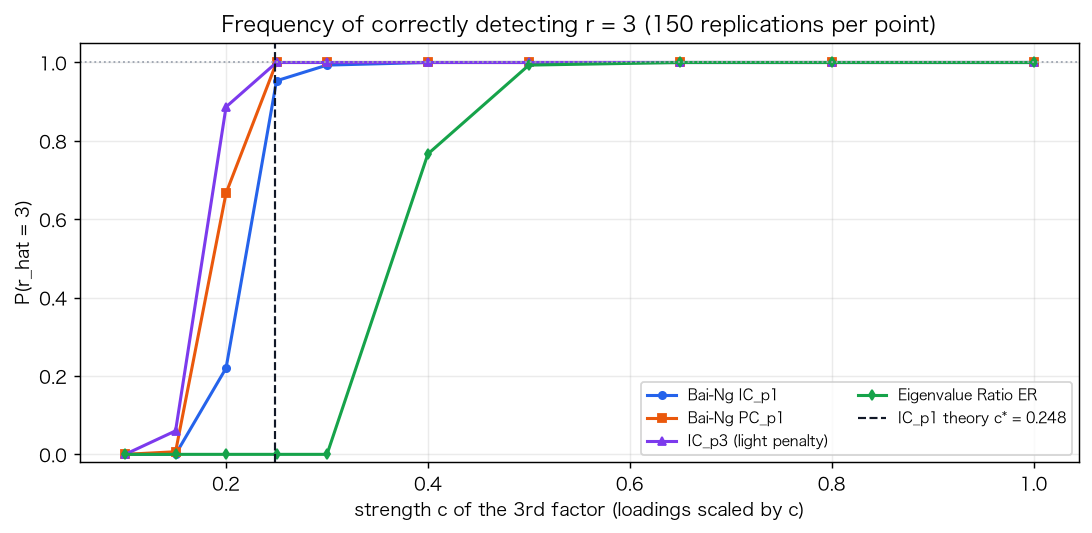 Frequency of correctly detecting r = 3 (150 replications per point)
P(r_hat = 3)
1.0
0.8
0.6
0.4
0.2
0.0
Bai-Ng IC_p1
Bai-Ng PC_p1
IC_p3 (light penalty)
Eigenvalue Ratio ER
IC_p1 theory c* = 0.248
0.2 0.4 0.6 0.8 1.0
strength c of the 3rd factor (loadings scaled by c)